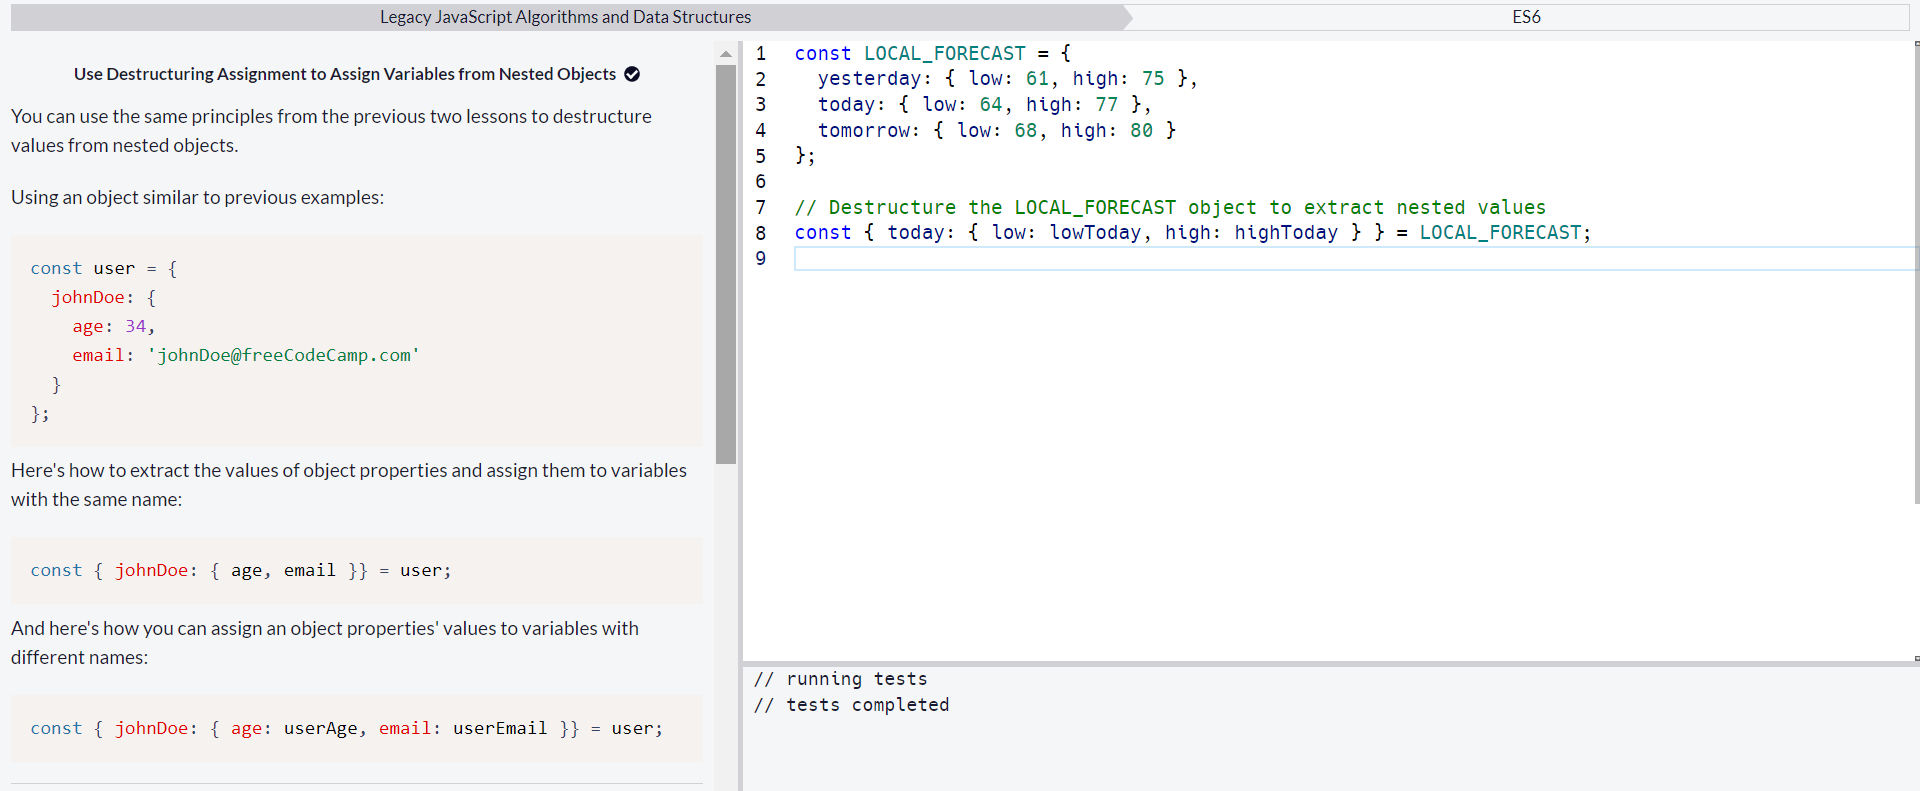 Legacy JavaScript Algorithms and Data Structures
ES6
Use Destructuring Assignment to Assign Variables from Nested Objects
You can use the same principles from the previous two lessons to destructure
values from nested objects.
Using an object similar to previous examples:
const user = {
  johnDoe: {
    age: 34,
    email: 'johnDoe@freeCodeCamp.com'
  }
};
Here's how to extract the values of object properties and assign them to variables
with the same name:
const { johnDoe: { age, email }} = user;
And here's how you can assign an object properties' values to variables with
different names:
const { johnDoe: { age: userAge, email: userEmail }} = user;
1 const LOCAL_FORECAST = {
2   yesterday: { low: 61, high: 75 },
3   today: { low: 64, high: 77 },
4   tomorrow: { low: 68, high: 80 }
5 };
6
7 // Destructure the LOCAL_FORECAST object to extract nested values
8 const { today: { low: lowToday, high: highToday } } = LOCAL_FORECAST;
9
// running tests
// tests completed